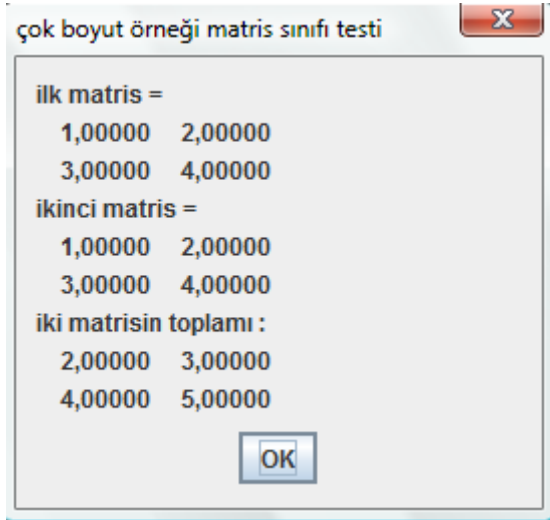 çok boyut örneği matris sınıfı testi
ilk matris =
1,00000 2,00000
3,00000 4,00000
ikinci matris =
1,00000 2,00000
3,00000 4,00000
iki matrisin toplamı :
2,00000 3,00000
4,00000 5,00000
OK